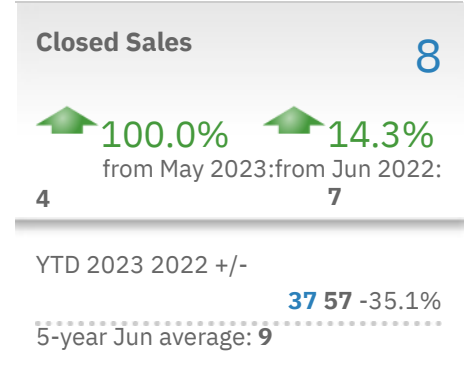 Closed Sales
8
100.0% 14.3%
from May 2023:from Jun 2022:
4 7
YTD 2023 2022 +/-
37 57 -35.1%
5-year Jun average: 9